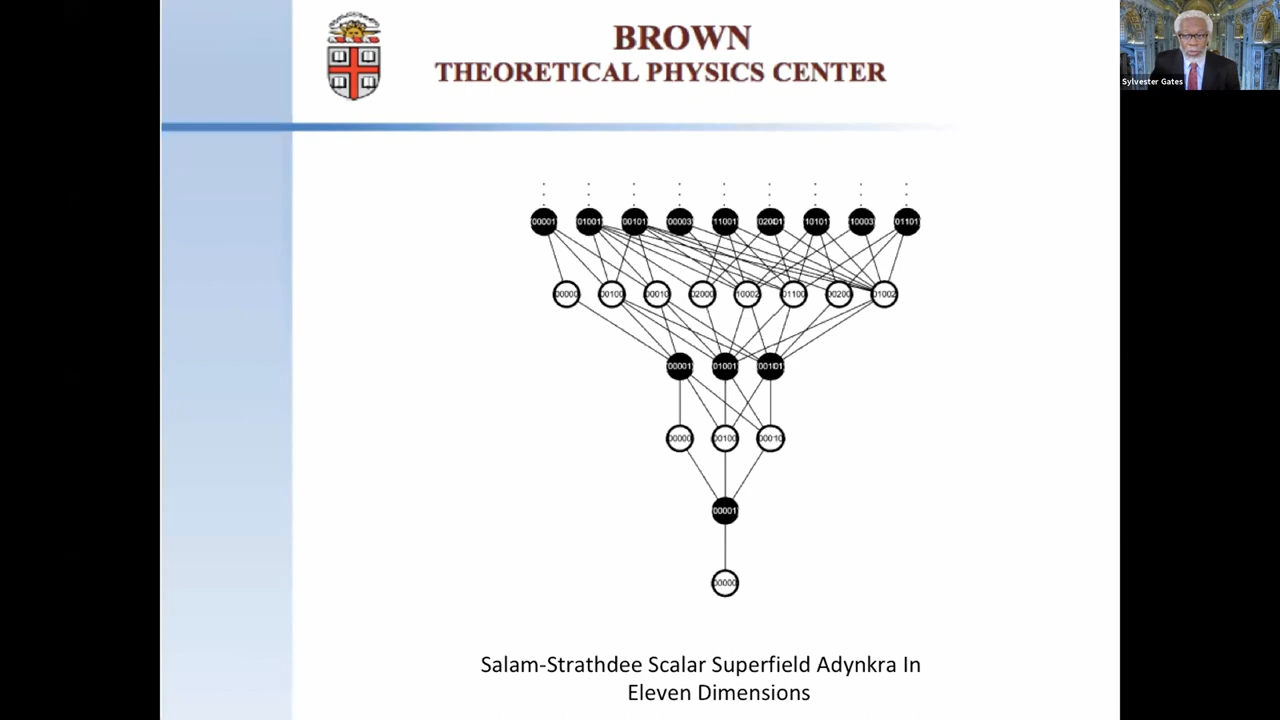 BROWN
THEORETICAL PHYSICS CENTER
Sylvester Gates
00001 01001 00101 00003 11001 02001 10101 10003 01101
00000 00100 00010 02000 10002 01100 00200 01002
00001 01001 00101
00000 00100 00010
00001
00000
Salam-Strathdee Scalar Superfield Adynkra In
Eleven Dimensions